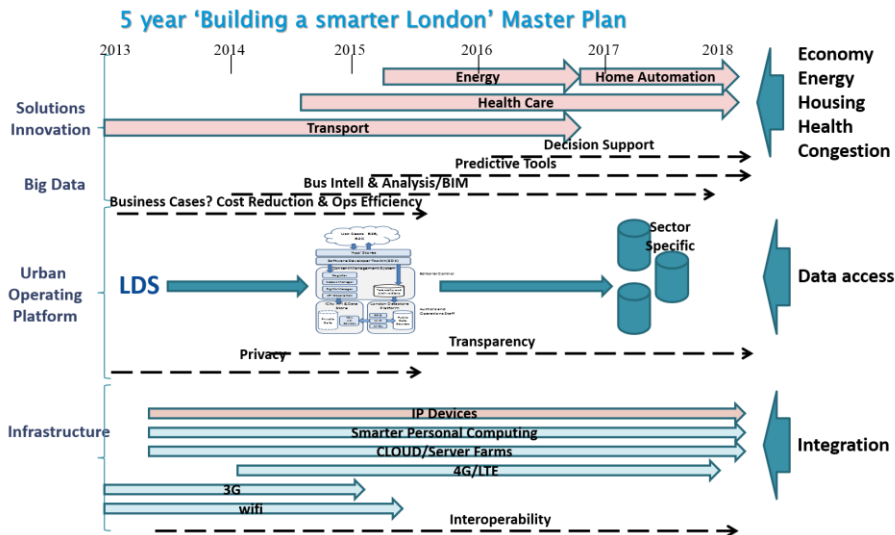 5 year ‘Building a smarter London’ Master Plan
2013 2014 2015 2016 2017 2018
Energy
Home Automation
Health Care
Transport
Solutions
Innovation
Economy
Energy
Housing
Health
Congestion
Decision Support
Predictive Tools
Bus Intell & Analysis/BIM
Business Cases? Cost Reduction & Ops Efficiency
Big Data
Urban
Operating
Platform
LDS
Sector
Specific
Data access
Transparency
Privacy
Infrastructure
IP Devices
Smarter Personal Computing
CLOUD/Server Farms
4G/LTE
3G
wifi
Interoperability
Integration